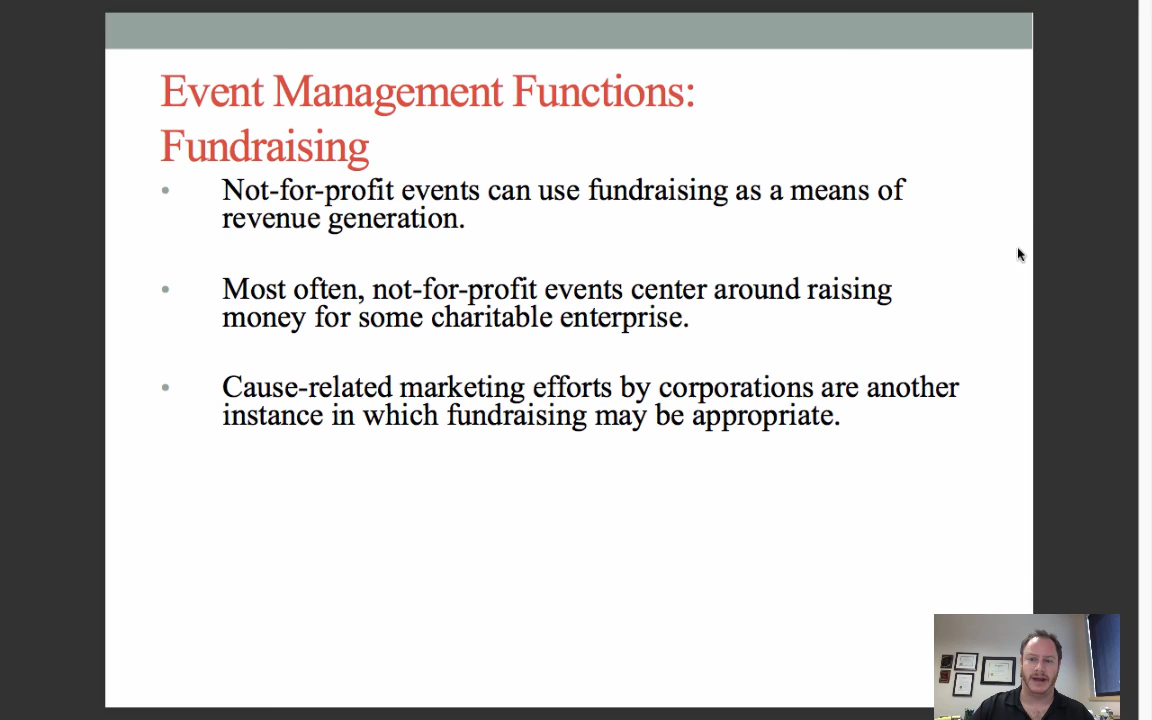 Event Management Functions:
Fundraising
• Not-for-profit events can use fundraising as a means of
revenue generation.
• Most often, not-for-profit events center around raising
money for some charitable enterprise.
• Cause-related marketing efforts by corporations are another
instance in which fundraising may be appropriate.